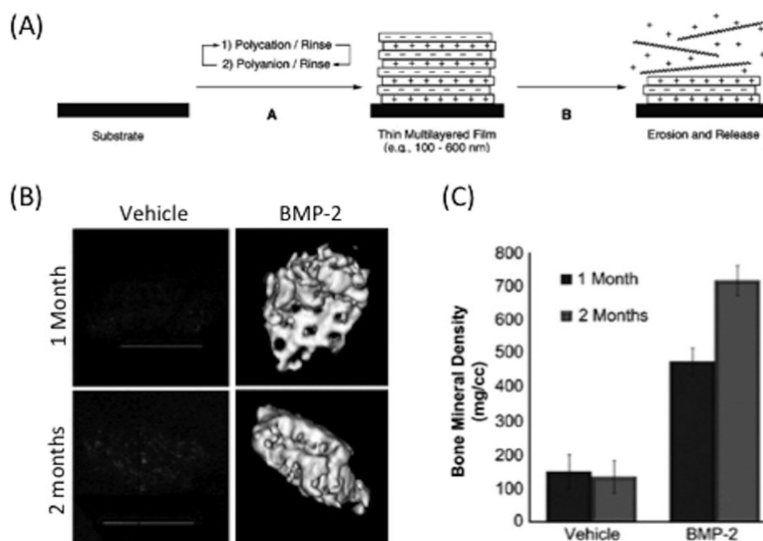 (A)
1) Polycation / Rinse
2) Polyanion / Rinse
Substrate
A
Thin Multilayered Film
(e.g., 100 - 600 nm)
B
Erosion and Release
(B)
Vehicle
BMP-2
1 Month
2 months
(C)
Bone Mineral Density
(mg/cc)
800
700
600
500
400
300
200
100
0
1 Month
2 Months
Vehicle
BMP-2